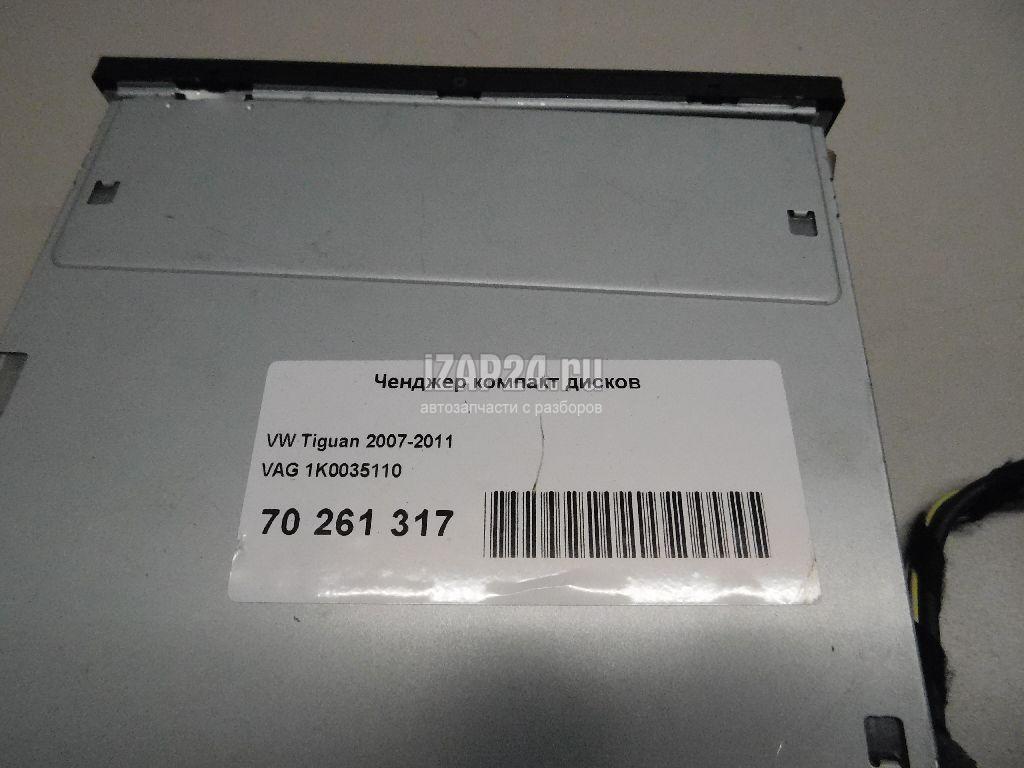 iZAP24.ru
Ченджер компакт дисков
автозапчасти с разборов
VW Tiguan 2007-2011
VAG 1K0035110
70 261 317